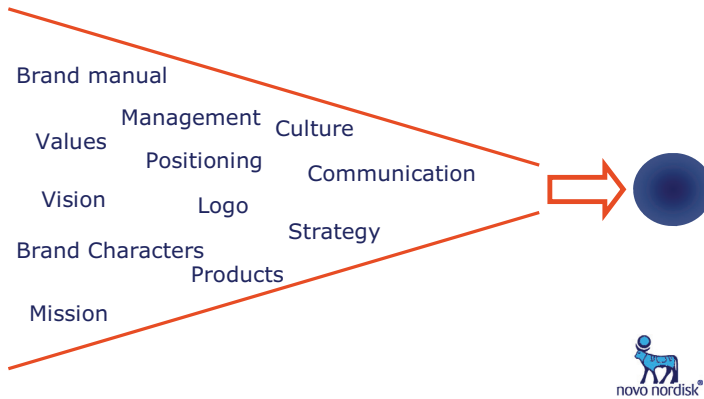 Brand manual
Management
Culture
Values
Positioning
Communication
Vision
Logo
Strategy
Brand Characters
Products
Mission
novo nordisk®